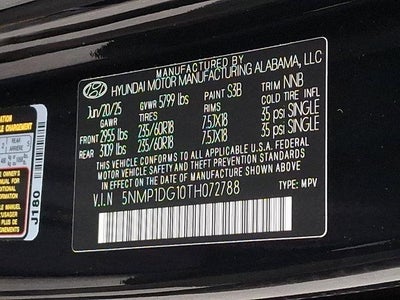 MANUFACTURED BY
HYUNDAI MOTOR MANUFACTURING ALABAMA, LLC
Jun/20/25 GVWR 5799 lbs PAINT S3B TRIM NNB
GAWR TIRES RIMS COLD TIRE INFL
FRONT 2955 lbs 235/60R18 7.5JX18 35 psi SINGLE
REAR 3109 lbs 235/60R18 7.5JX18 35 psi SINGLE
THIS VEHICLE CONFORMS TO ALL APPLICABLE U.S.A. FEDERAL
MOTOR VEHICLE SAFETY AND THEFT PREVENTION STANDARDS
IN EFFECT ON THE DATE OF MANUFACTURE SHOWN ABOVE.
V.I.N 5NMP1DG10TH072788 TYPE: MPV
J180